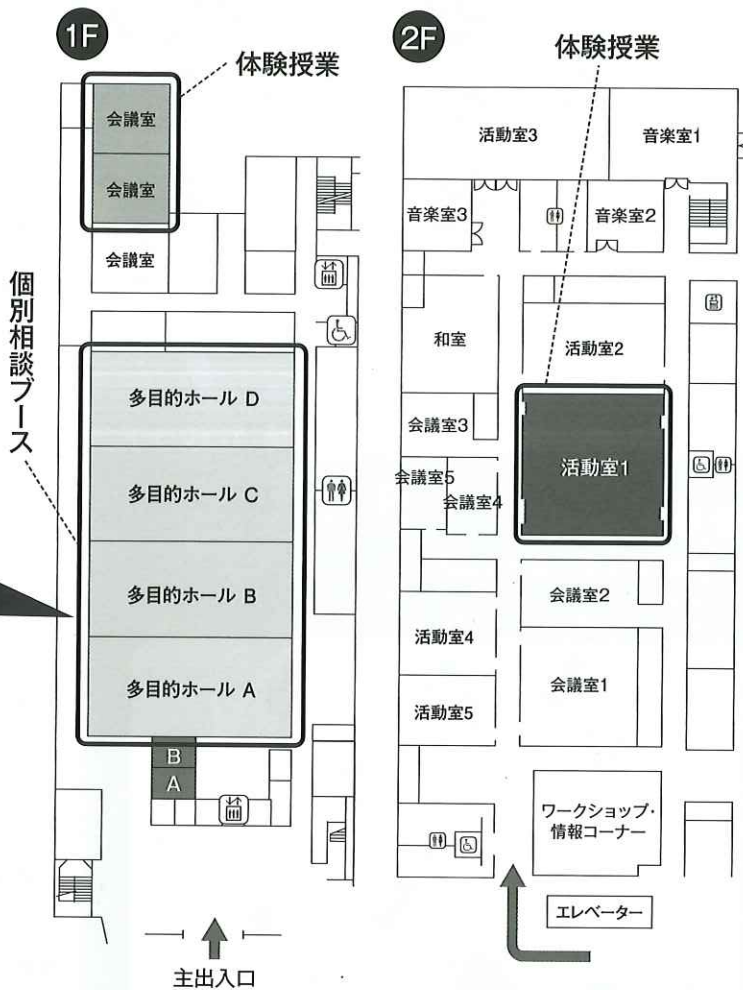 1F
体験授業
会議室
会議室
会議室
個別相談ブース
多目的ホール D
多目的ホール C
多目的ホール B
多目的ホール A
B
A
主出入口
2F
体験授業
活動室3
音楽室1
音楽室3
音楽室2
和室
活動室2
会議室3
活動室1
会議室5
会議室4
会議室2
活動室4
会議室1
活動室5
ワークショップ・
情報コーナー
エレベーター